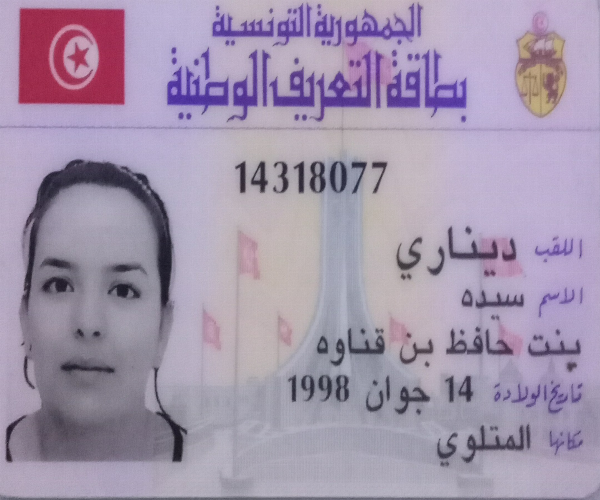 الجمهورية التونسية
بطاقة التعريف الوطنية
14318077
اللقب ديناري
الاسم سيده
بنت حافظ بن قناوه
تاريخ الولادة 14 جوان 1998
مكانها المتلوي